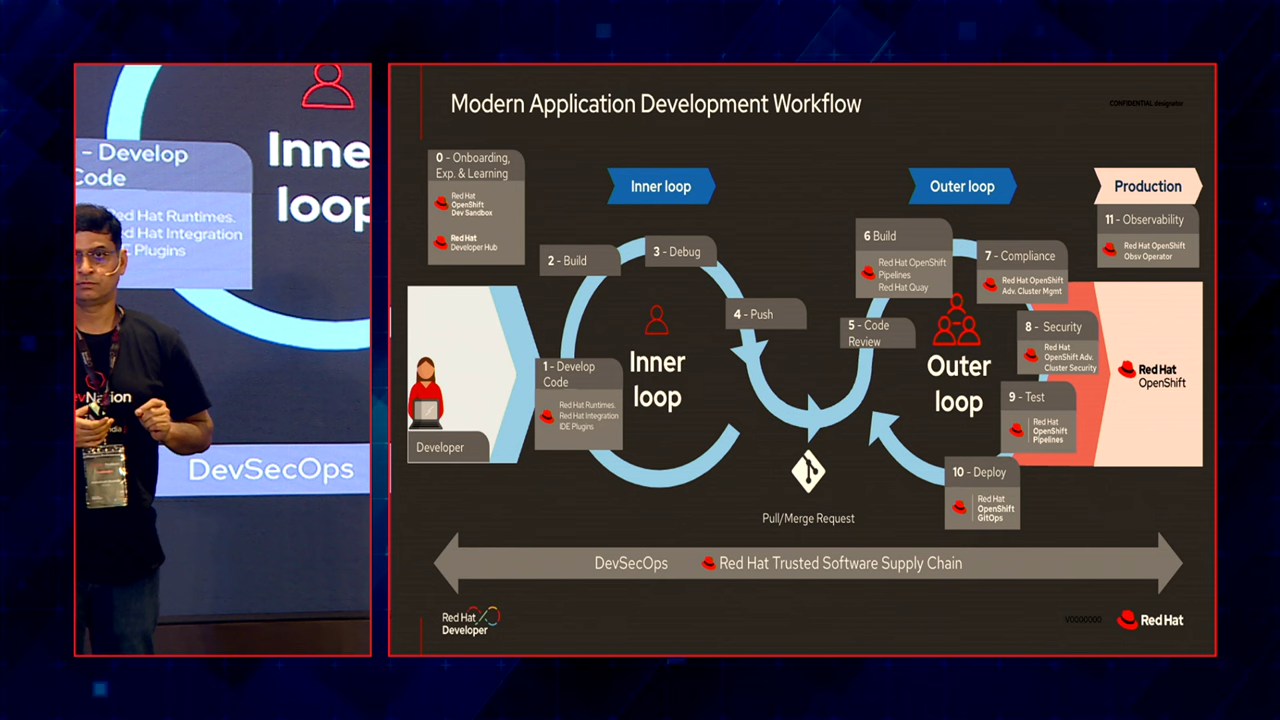 Inne
loop
– Develop
Code
Red Hat Runtimes.
Red Hat Integration
IDE Plugins
DevSecOps
Modern Application Development Workflow
CONFIDENTIAL designator
0 - Onboarding,
Exp. & Learning
Red Hat
OpenShift
Dev Sandbox
Red Hat
Developer Hub
Inner loop
Outer loop
Production
11 - Observability
Red Hat OpenShift
Obsv Operator
2 - Build
3 - Debug
4 - Push
5 - Code
Review
6 Build
Red Hat OpenShift
Pipelines
Red Hat Quay
7 - Compliance
Red Hat OpenShift
Adv. Cluster Mgmt
8 - Security
Red Hat
OpenShift Adv.
Cluster Security
9 - Test
Red Hat
OpenShift
Pipelines
10 - Deploy
Red Hat
OpenShift
GitOps
1 - Develop
Code
Red Hat Runtimes.
Red Hat Integration
IDE Plugins
Inner
loop
Outer
loop
Red Hat
OpenShift
Developer
Pull/Merge Request
DevSecOps
Red Hat Trusted Software Supply Chain
Red Hat
Developer
V0000000
Red Hat